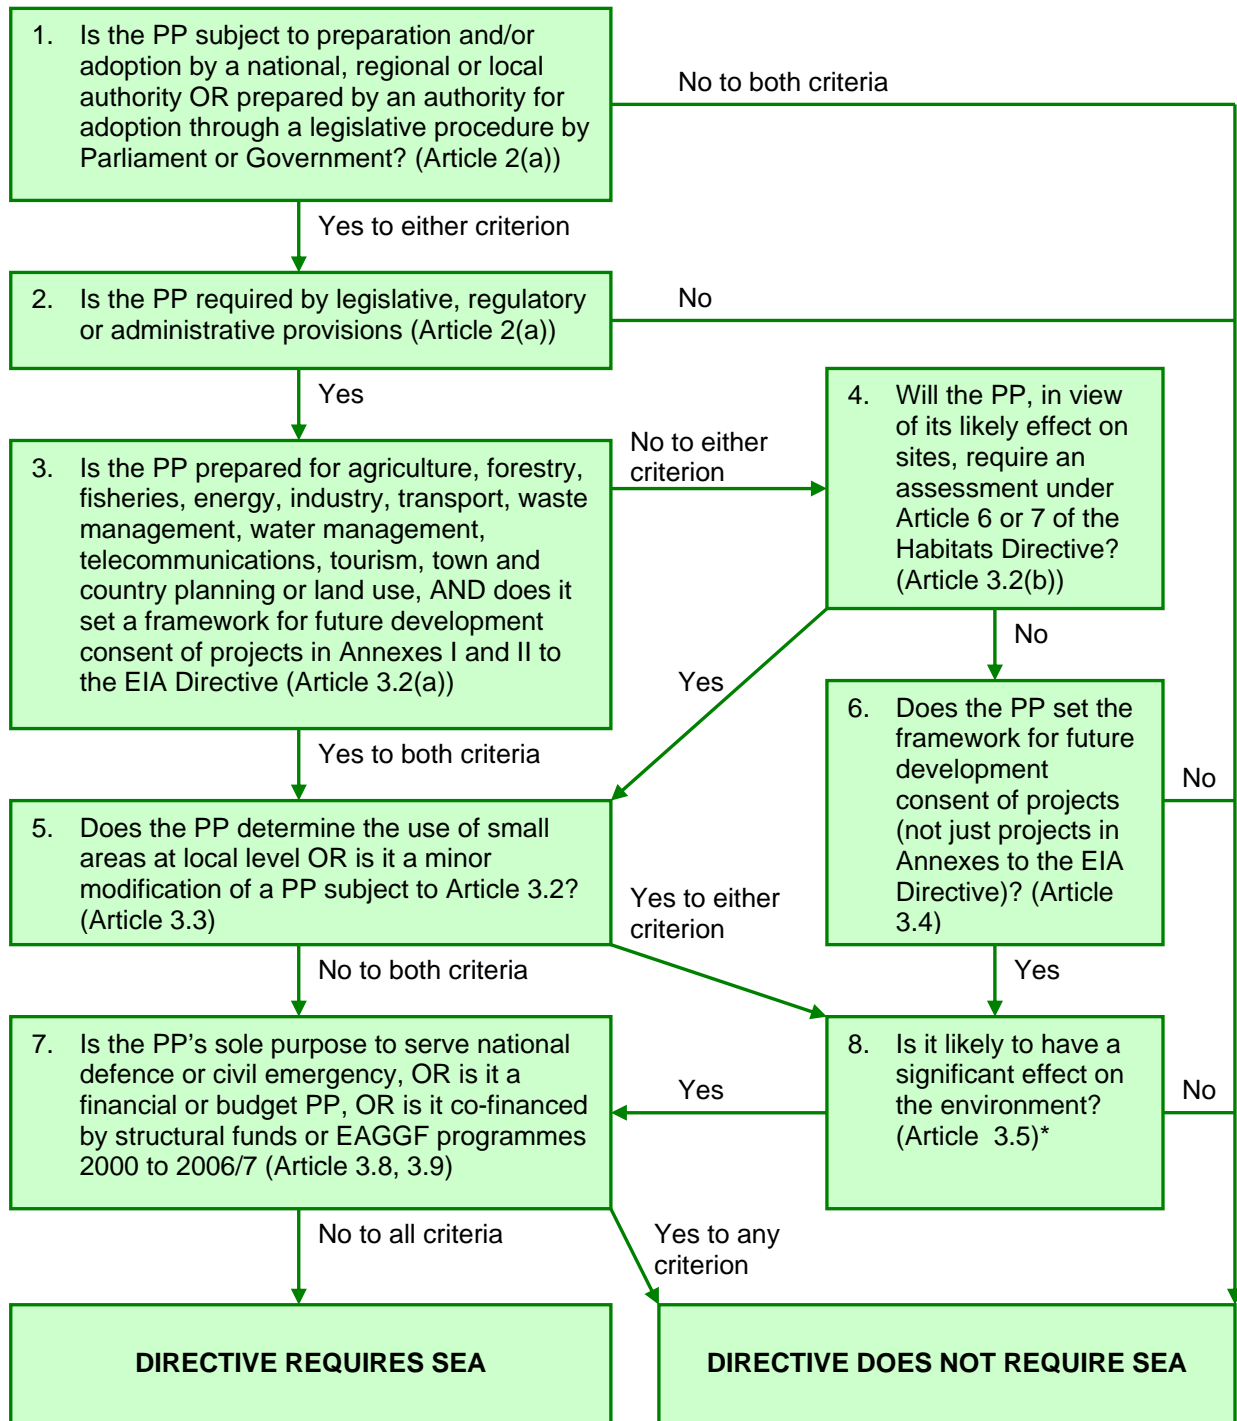 1. Is the PP subject to preparation and/or
adoption by a national, regional or local
authority OR prepared by an authority for
adoption through a legislative procedure by
Parliament or Government? (Article 2(a))
No to both criteria
Yes to either criterion
2. Is the PP required by legislative, regulatory
or administrative provisions (Article 2(a))
No
Yes
3. Is the PP prepared for agriculture, forestry,
fisheries, energy, industry, transport, waste
management, water management,
telecommunications, tourism, town and
country planning or land use, AND does it
set a framework for future development
consent of projects in Annexes I and II to
the EIA Directive (Article 3.2(a))
No to either
criterion
4. Will the PP, in view
of its likely effect on
sites, require an
assessment under
Article 6 or 7 of the
Habitats Directive?
(Article 3.2(b))
Yes
No
Yes to both criteria
6. Does the PP set the
framework for future
development
consent of projects
(not just projects in
Annexes to the EIA
Directive)? (Article
3.4)
No
5. Does the PP determine the use of small
areas at local level OR is it a minor
modification of a PP subject to Article 3.2?
(Article 3.3)
Yes to either
criterion
No to both criteria
Yes
7. Is the PP’s sole purpose to serve national
defence or civil emergency, OR is it a
financial or budget PP, OR is it co-financed
by structural funds or EAGGF programmes
2000 to 2006/7 (Article 3.8, 3.9)
Yes
8. Is it likely to have a
significant effect on
the environment?
(Article 3.5)*
No
No to all criteria
Yes to any
criterion
DIRECTIVE REQUIRES SEA
DIRECTIVE DOES NOT REQUIRE SEA